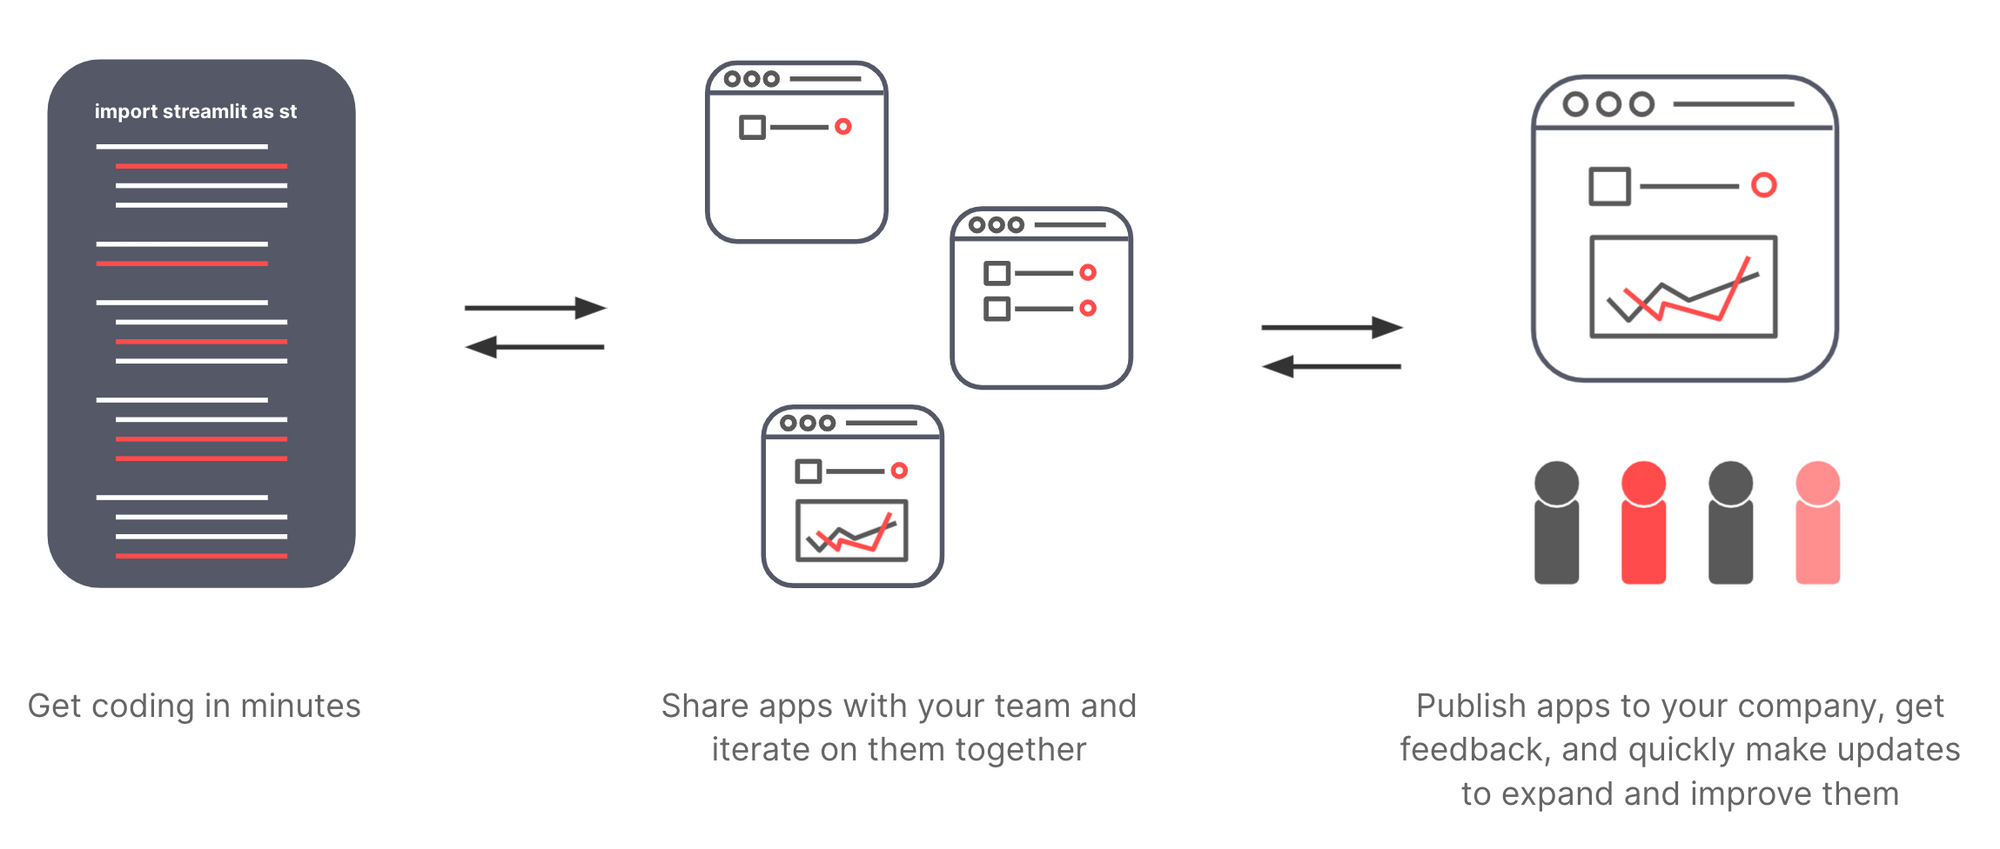 import streamlit as st
Get coding in minutes
Share apps with your team and
iterate on them together
Publish apps to your company, get
feedback, and quickly make updates
to expand and improve them